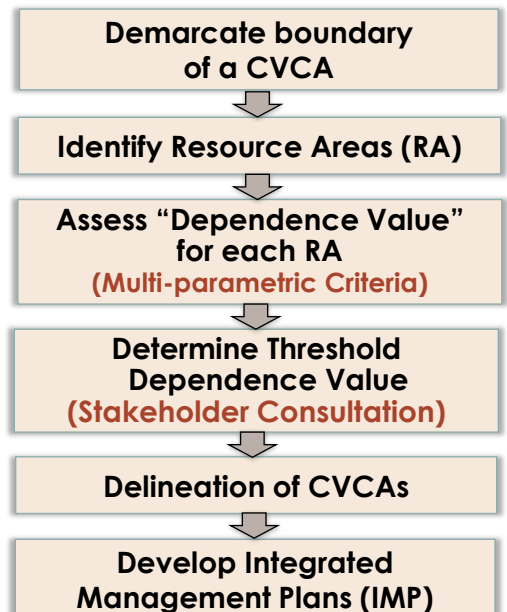 Demarcate boundary
of a CVCA
Identify Resource Areas (RA)
Assess “Dependence Value”
for each RA
(Multi-parametric Criteria)
Determine Threshold
Dependence Value
(Stakeholder Consultation)
Delineation of CVCAs
Develop Integrated
Management Plans (IMP)